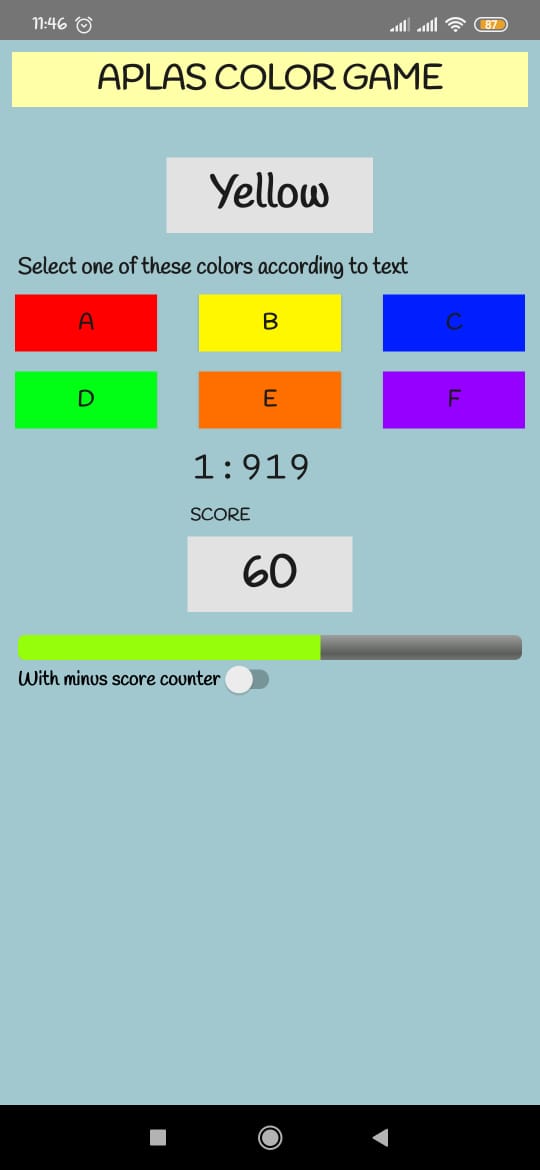 11:46
87
APLAS COLOR GAME
Yellow
Select one of these colors according to text
A B C
D E F
1:919
SCORE
60
With minus score counter